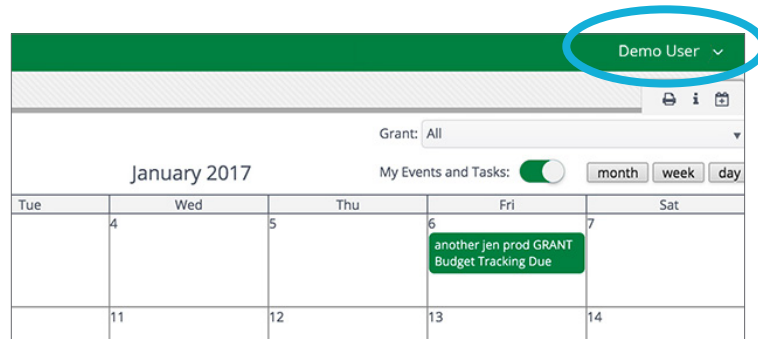 Demo User
Grant: All
January 2017
My Events and Tasks:
month week day
Tue Wed Thu Fri Sat
4 5 6 7
another jen prod GRANT
Budget Tracking Due
11 12 13 14